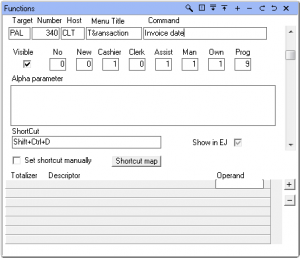 Functions
Target Number Host Menu Title Command
PAL 340 CLT T&ransaction Invoice date
Visible No New Cashier Clerk Assist Man Own Prog
0 0 1 0 1 1 1 9
Alpha parameter
ShortCut
Shift+Ctrl+D
Show in EJ
Set shortcut manually Shortcut map
Totalizer Descriptor Operand